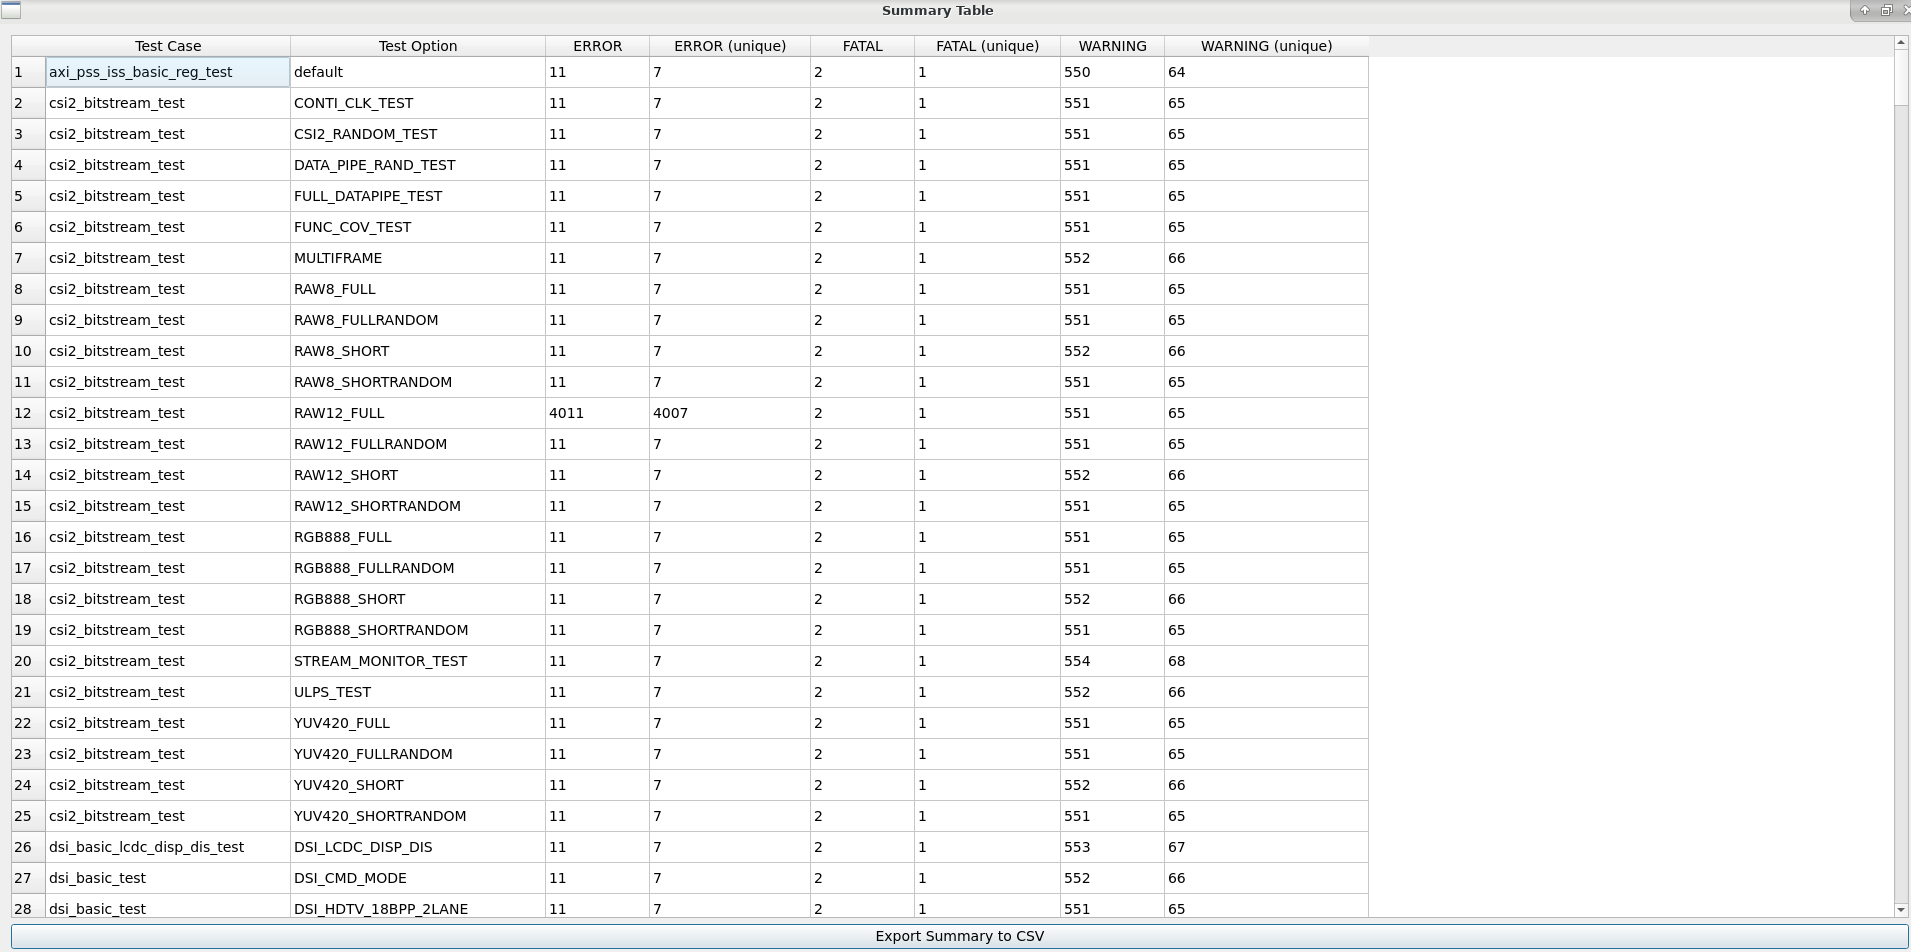 Summary Table
Test Case Test Option ERROR ERROR (unique) FATAL FATAL (unique) WARNING WARNING (unique)
1 axi_pss_iss_basic_reg_test default 11 7 2 1 550 64
2 csi2_bitstream_test CONTI_CLK_TEST 11 7 2 1 551 65
3 csi2_bitstream_test CSI2_RANDOM_TEST 11 7 2 1 551 65
4 csi2_bitstream_test DATA_PIPE_RAND_TEST 11 7 2 1 551 65
5 csi2_bitstream_test FULL_DATAPIPE_TEST 11 7 2 1 551 65
6 csi2_bitstream_test FUNC_COV_TEST 11 7 2 1 551 65
7 csi2_bitstream_test MULTIFRAME 11 7 2 1 552 66
8 csi2_bitstream_test RAW8_FULL 11 7 2 1 551 65
9 csi2_bitstream_test RAW8_FULLRANDOM 11 7 2 1 551 65
10 csi2_bitstream_test RAW8_SHORT 11 7 2 1 552 66
11 csi2_bitstream_test RAW8_SHORTRANDOM 11 7 2 1 551 65
12 csi2_bitstream_test RAW12_FULL 4011 4007 2 1 551 65
13 csi2_bitstream_test RAW12_FULLRANDOM 11 7 2 1 551 65
14 csi2_bitstream_test RAW12_SHORT 11 7 2 1 552 66
15 csi2_bitstream_test RAW12_SHORTRANDOM 11 7 2 1 551 65
16 csi2_bitstream_test RGB888_FULL 11 7 2 1 551 65
17 csi2_bitstream_test RGB888_FULLRANDOM 11 7 2 1 551 65
18 csi2_bitstream_test RGB888_SHORT 11 7 2 1 552 66
19 csi2_bitstream_test RGB888_SHORTRANDOM 11 7 2 1 551 65
20 csi2_bitstream_test STREAM_MONITOR_TEST 11 7 2 1 554 68
21 csi2_bitstream_test ULPS_TEST 11 7 2 1 552 66
22 csi2_bitstream_test YUV420_FULL 11 7 2 1 551 65
23 csi2_bitstream_test YUV420_FULLRANDOM 11 7 2 1 551 65
24 csi2_bitstream_test YUV420_SHORT 11 7 2 1 552 66
25 csi2_bitstream_test YUV420_SHORTRANDOM 11 7 2 1 551 65
26 dsi_basic_lcdc_disp_dis_test DSI_LCDC_DISP_DIS 11 7 2 1 553 67
27 dsi_basic_test DSI_CMD_MODE 11 7 2 1 552 66
28 dsi_basic_test DSI_HDTV_18BPP_2LANE 11 7 2 1 551 65
Export Summary to CSV